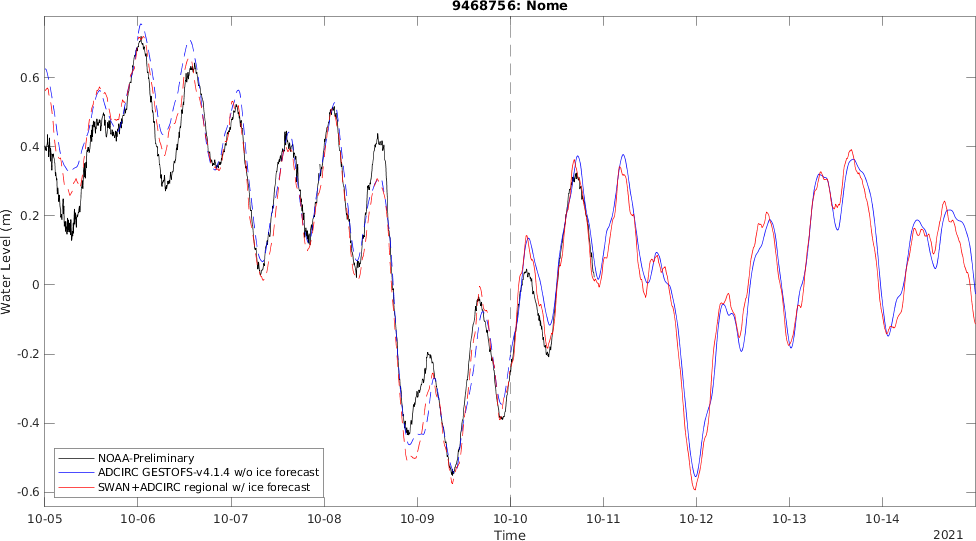 9468756: Nome
Water Level (m)
0.6
0.4
0.2
0
-0.2
-0.4
-0.6
NOAA-Preliminary
ADCIRC GESTOFS-v4.1.4 w/o ice forecast
SWAN+ADCIRC regional w/ ice forecast
10-05 10-06 10-07 10-08 10-09 10-10 10-11 10-12 10-13 10-14
Time
2021